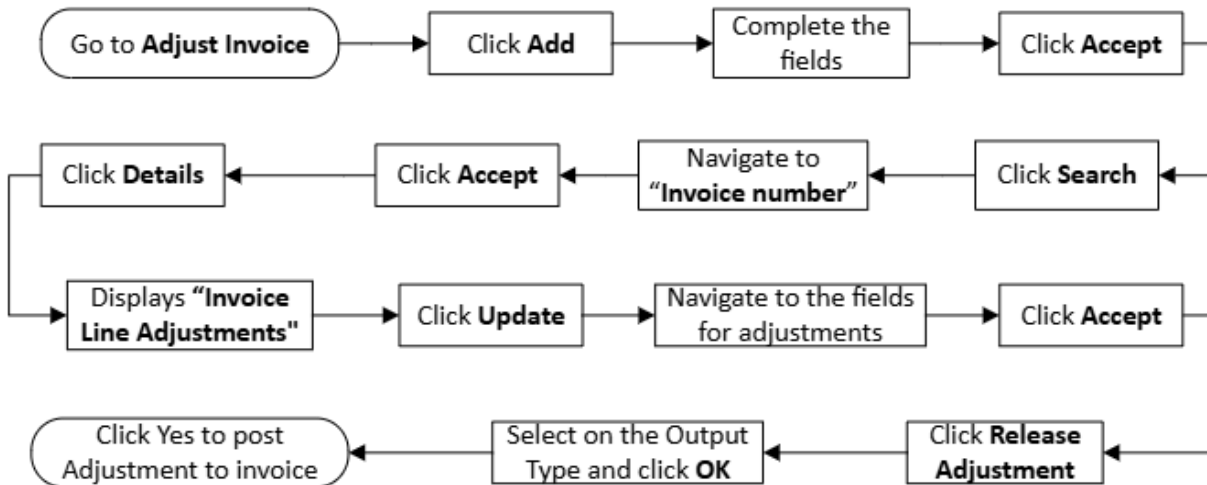 Go to Adjust Invoice
Click Add
Complete the
fields
Click Accept
Click Search
Navigate to
“Invoice number”
Click Accept
Click Details
Displays “Invoice
Line Adjustments"
Click Update
Navigate to the fields
for adjustments
Click Accept
Click Release
Adjustment
Select on the Output
Type and click OK
Click Yes to post
Adjustment to invoice